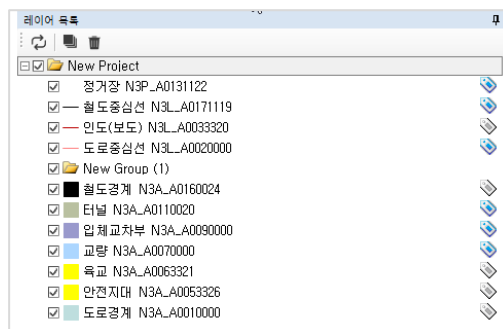 레이어 목록
New Project
정거장 N3P_A0131122
철도중심선 N3L_A0171119
인도(보도) N3L_A0033320
도로중심선 N3L_A0020000
New Group (1)
철도경계 N3A_A0160024
터널 N3A_A0110020
입체교차부 N3A_A0090000
교량 N3A_A0070000
육교 N3A_A0063321
안전지대 N3A_A0053326
도로경계 N3A_A0010000